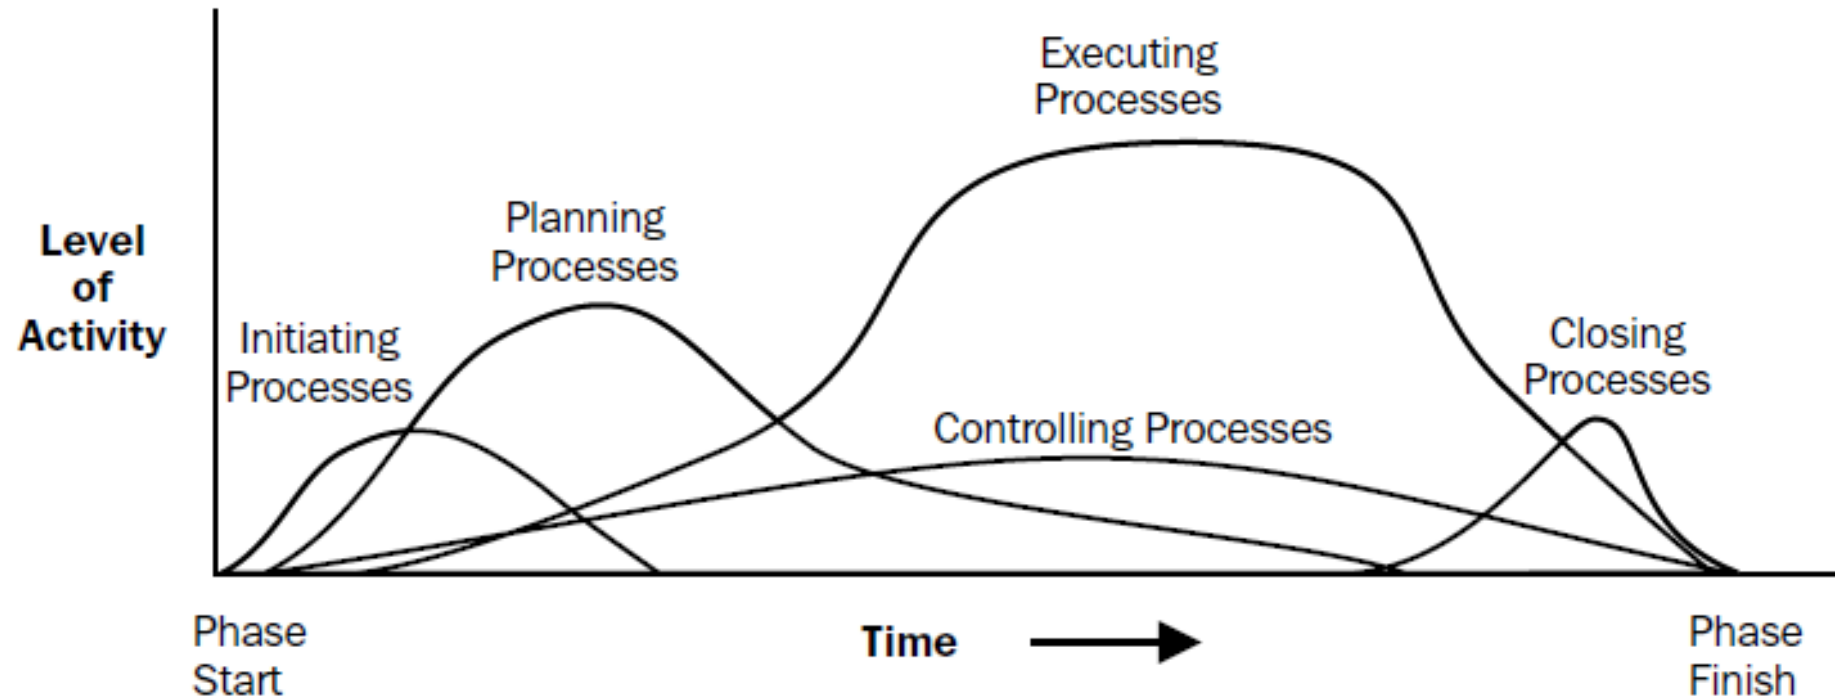 Executing
Processes
Planning
Processes
Level
of
Activity
Initiating
Processes
Closing
Processes
Controlling Processes
Phase
Start
Time
Phase
Finish